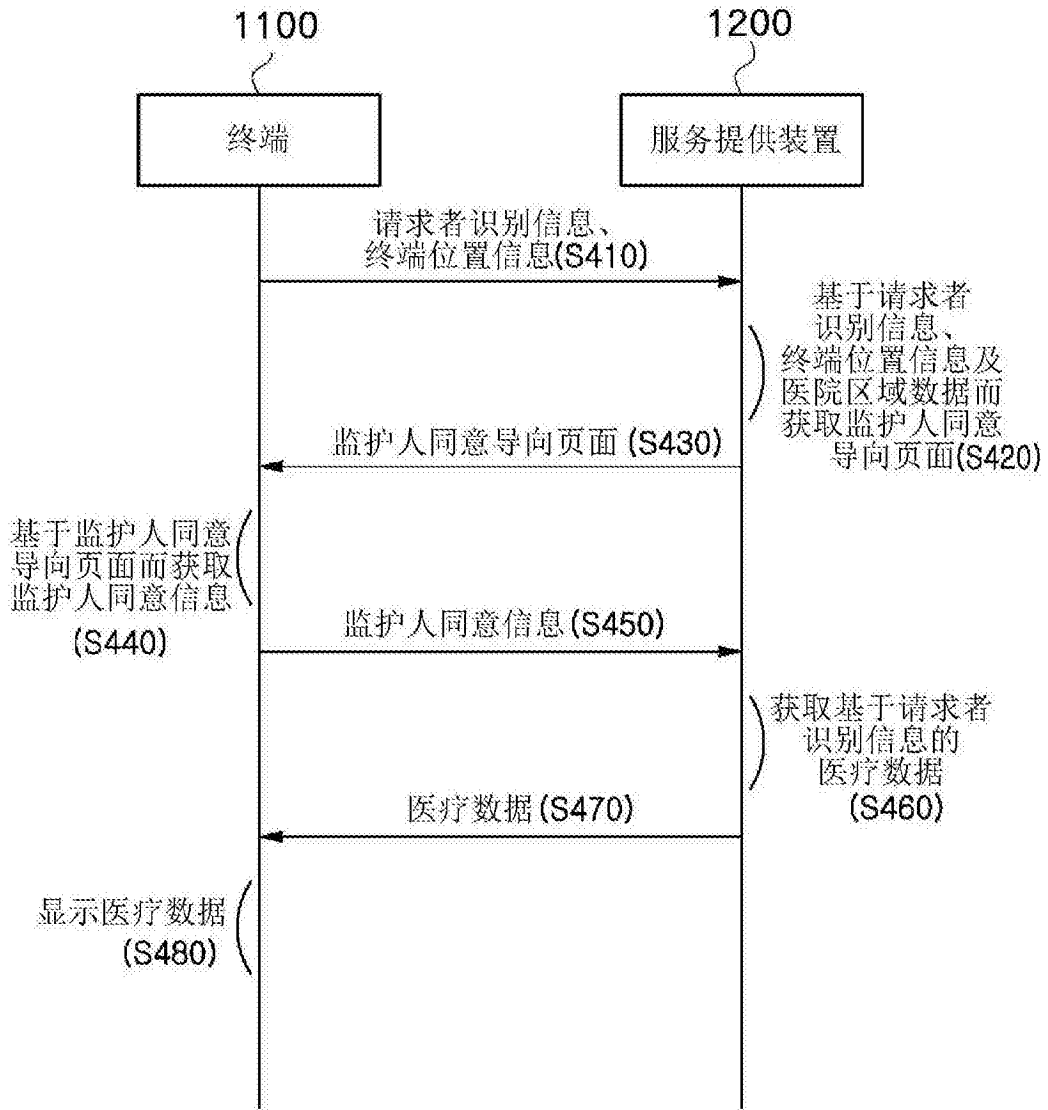 1100
1200
终端
服务提供装置
请求者识别信息、
终端位置信息(S410)
基于请求者
识别信息、
终端位置信息及
医院区域数据而
获取监护人同意
导向页面(S420)
监护人同意导向页面 (S430)
基于监护人同意
导向页面而获取
监护人同意信息
(S440)
监护人同意信息(S450)
获取基于请求者
识别信息的
医疗数据
(S460)
医疗数据(S470)
显示医疗数据
(S480)